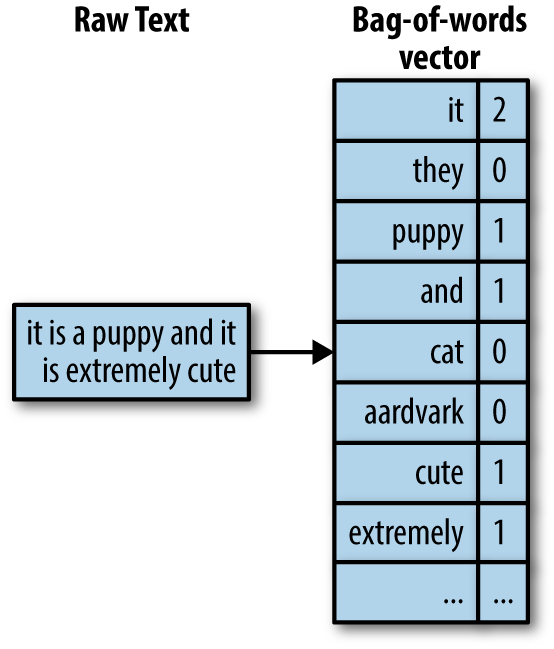 Raw Text
Bag-of-words
vector
it is a puppy and it
is extremely cute
it 2
they 0
puppy 1
and 1
cat 0
aardvark 0
cute 1
extremely 1
... ...